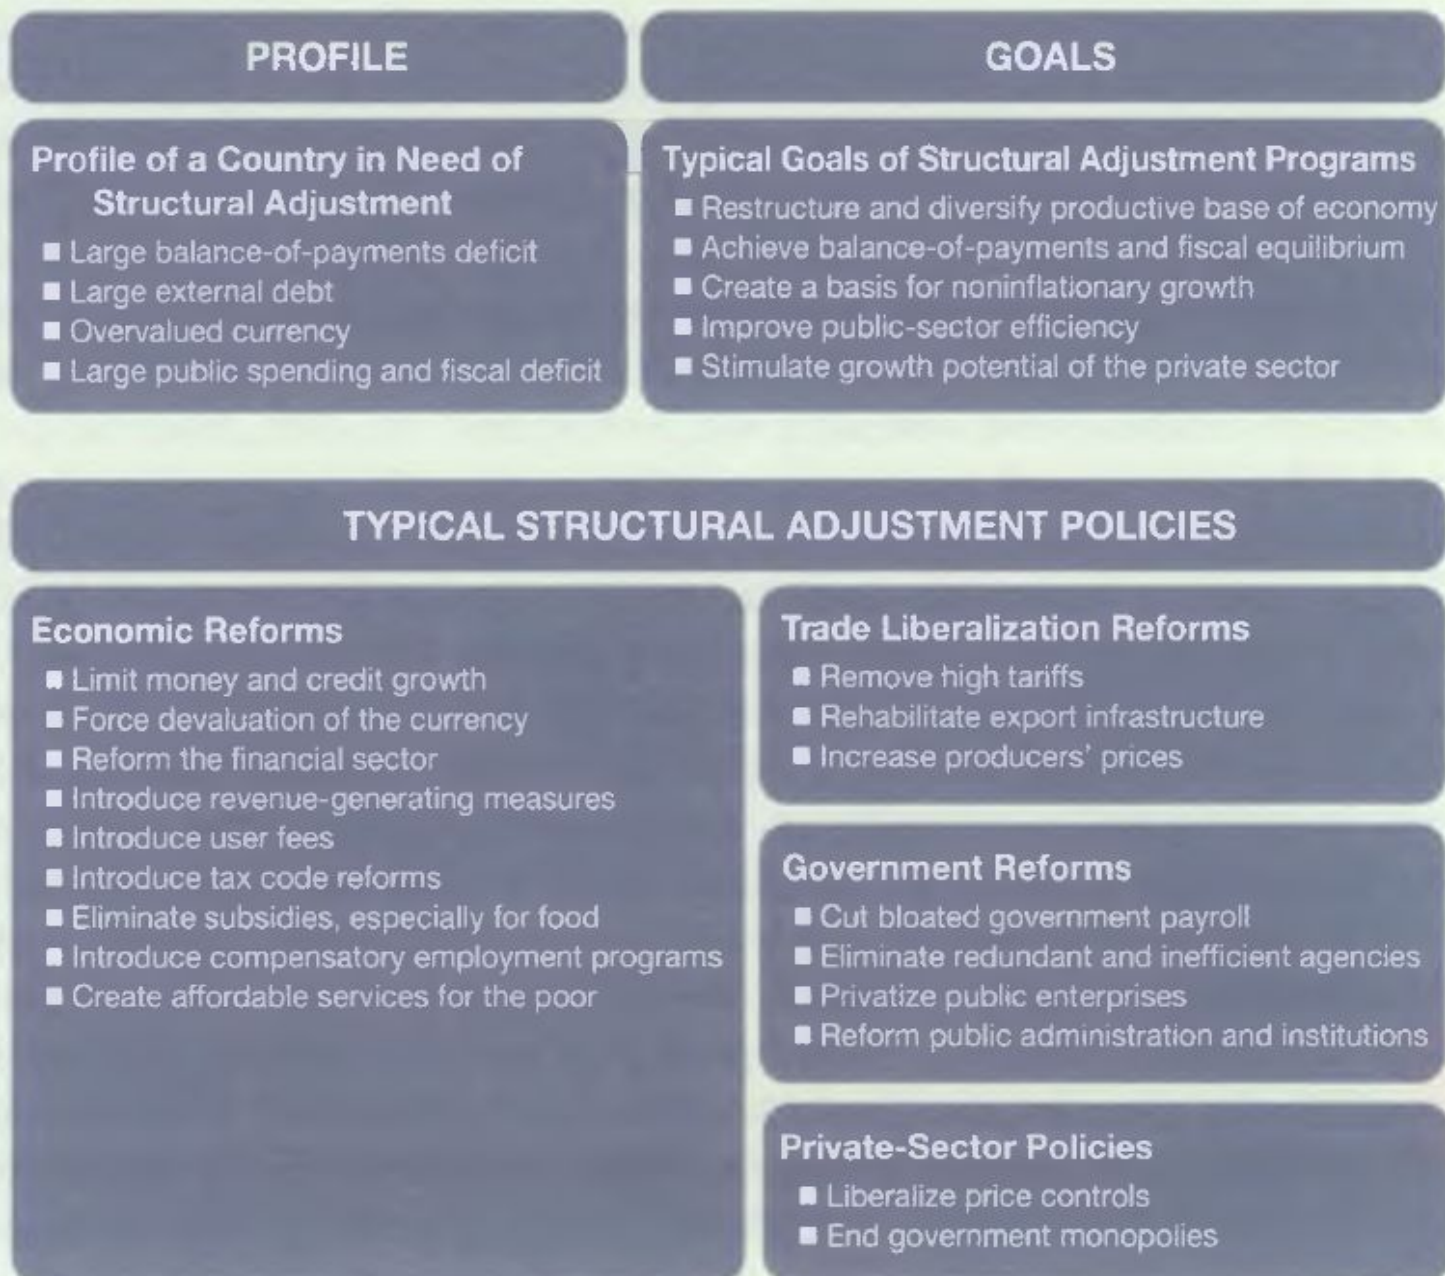 PROFILE
Profile of a Country in Need of
Structural Adjustment
■ Large balance-of-payments deficit
■ Large external debt
■ Overvalued currency
■ Large public spending and fiscal deficit
GOALS
Typical Goals of Structural Adjustment Programs
■ Restructure and diversify productive base of economy
■ Achieve balance-of-payments and fiscal equilibrium
■ Create a basis for noninflationary growth
■ Improve public-sector efficiency
■ Stimulate growth potential of the private sector
TYPICAL STRUCTURAL ADJUSTMENT POLICIES
Economic Reforms
■ Limit money and credit growth
■ Force devaluation of the currency
■ Reform the financial sector
■ Introduce revenue-generating measures
■ Introduce user fees
■ Introduce tax code reforms
■ Eliminate subsidies, especially for food
■ Introduce compensatory employment programs
■ Create affordable services for the poor
Trade Liberalization Reforms
■ Remove high tariffs
■ Rehabilitate export infrastructure
■ Increase producers' prices
Government Reforms
■ Cut bloated government payroll
■ Eliminate redundant and inefficient agencies
■ Privatize public enterprises
■ Reform public administration and institutions
Private-Sector Policies
■ Liberalize price controls
■ End government monopolies